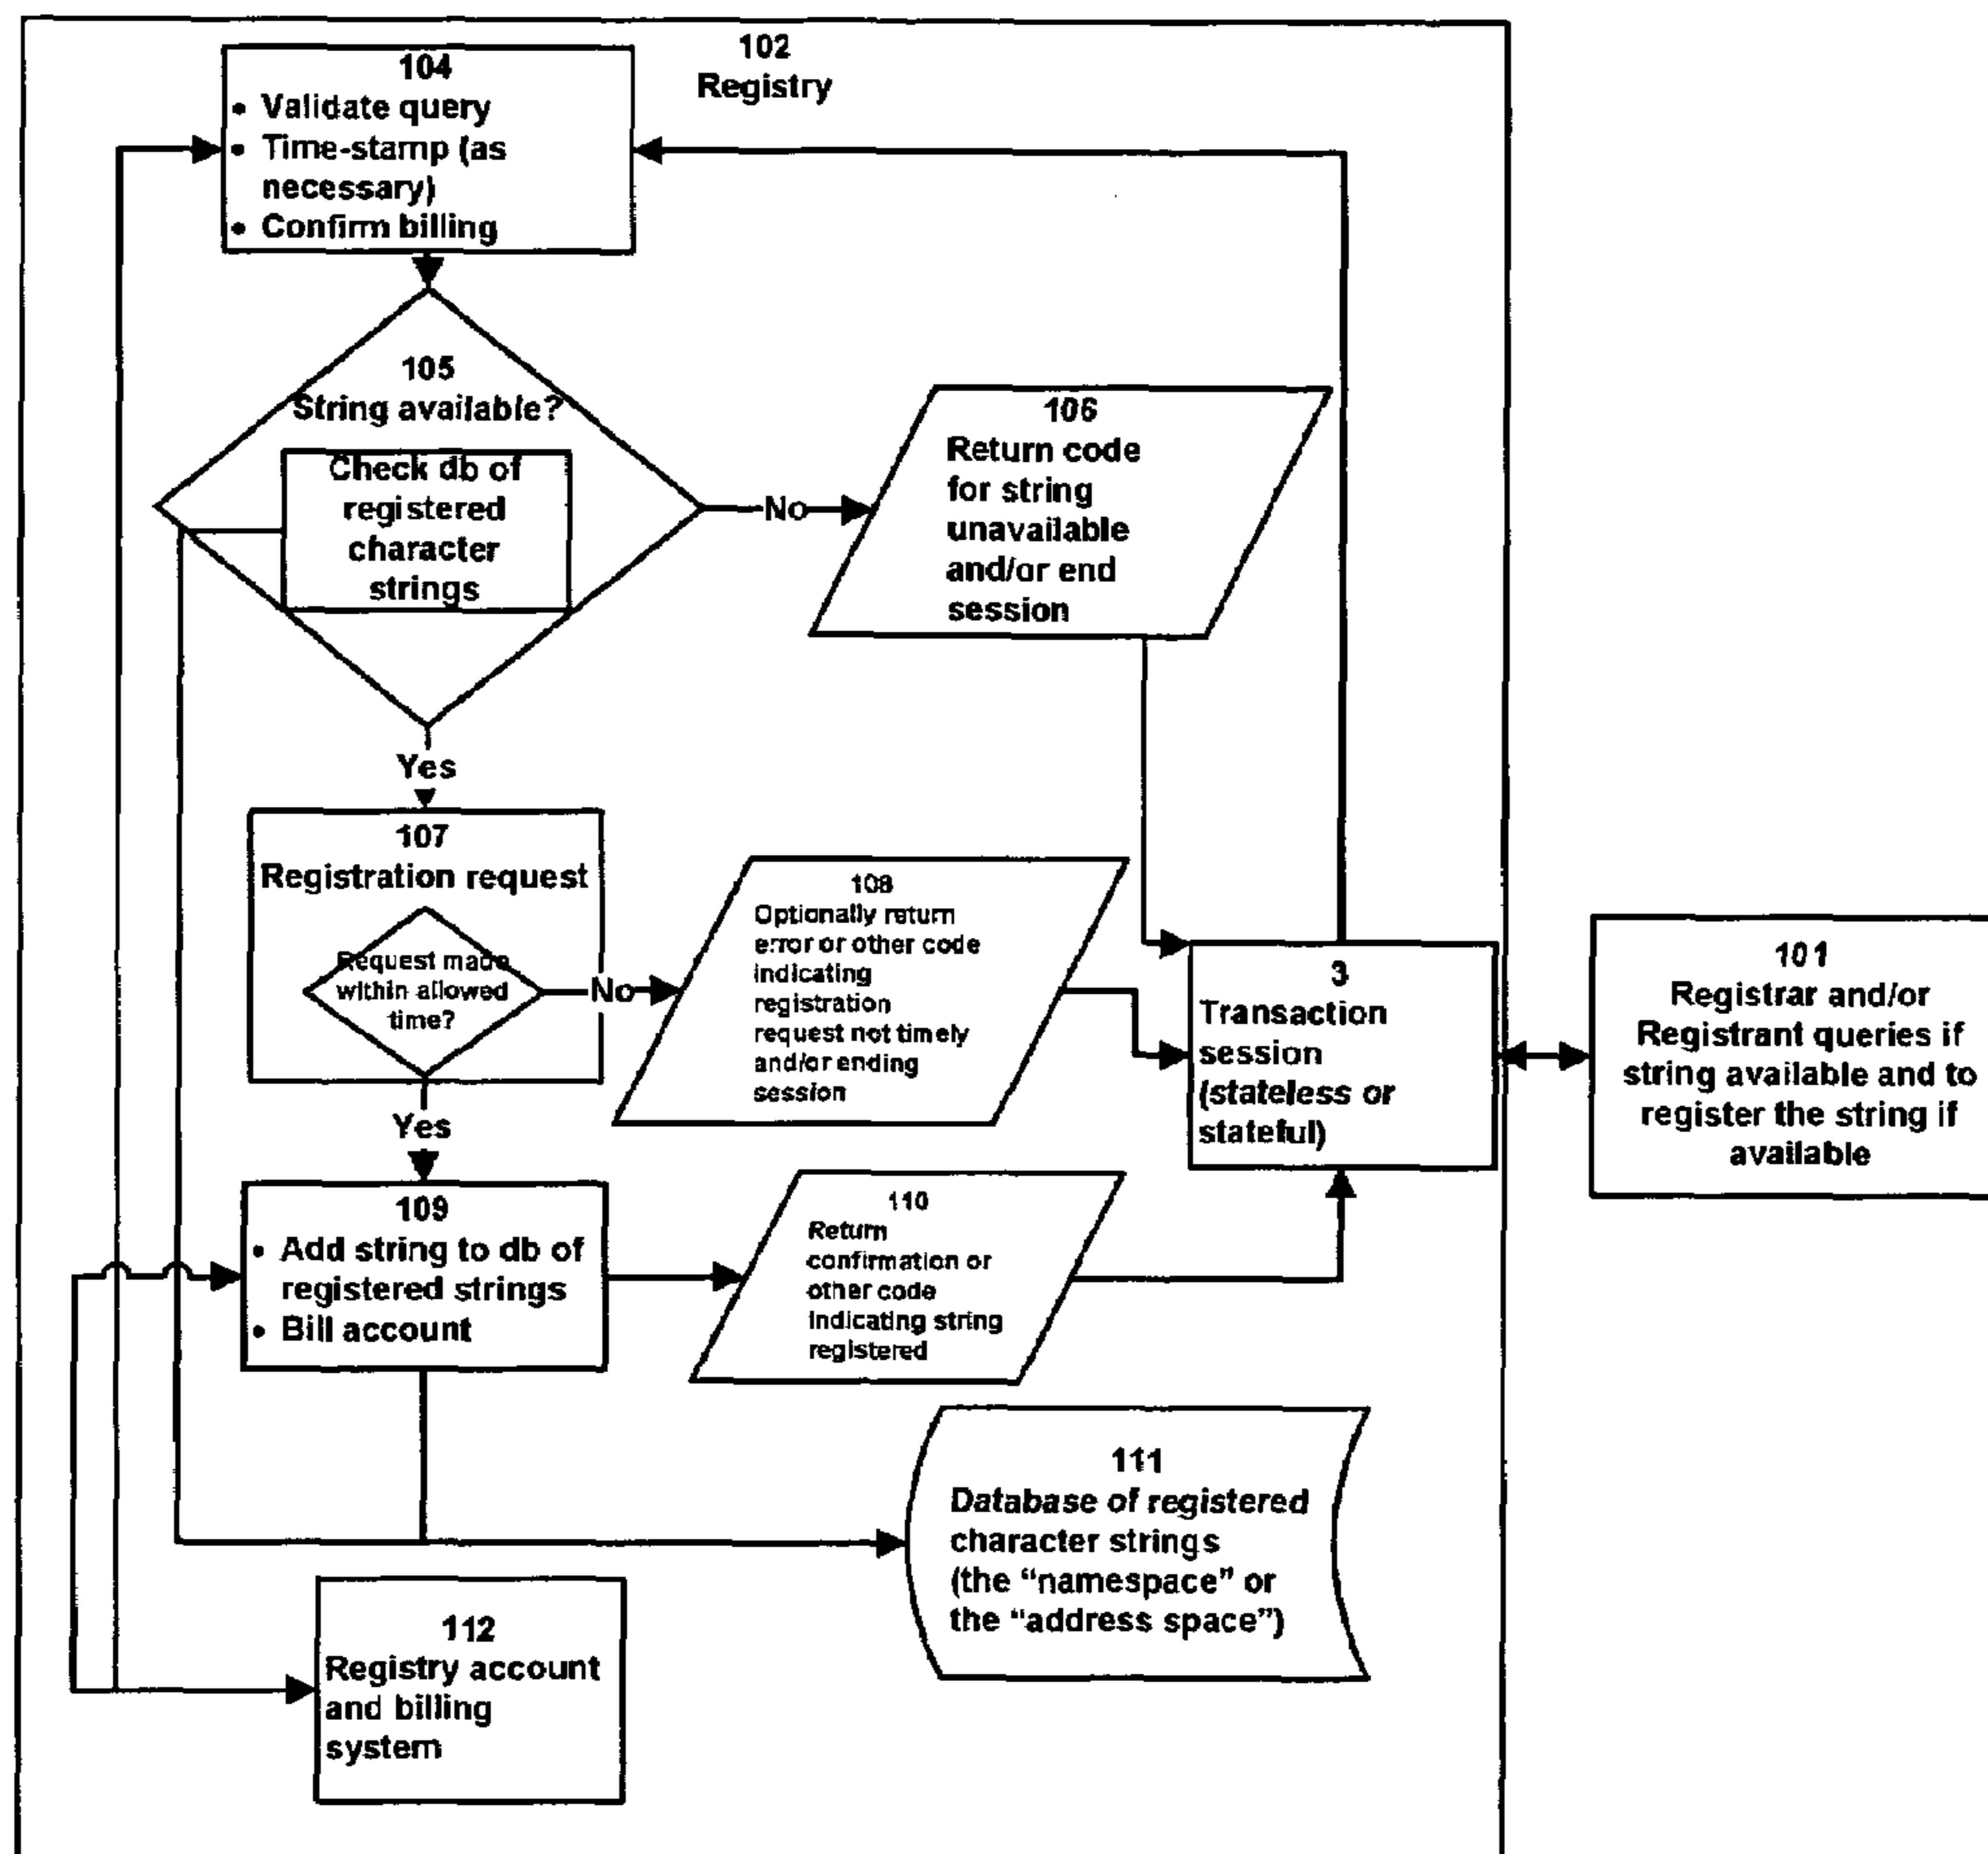 102
Registry
104
• Validate query
• Time-stamp (as
necessary)
• Confirm billing
105
String available?
Check db of
registered
character
strings
No
106
Return code
for string
unavailable
and/or end
session
Yes
107
Registration request
Request made
within allowed
time?
No
108
Optionally return
error or other code
indicating
registration
request not timely
and/or ending
session
3
Transaction
session
(stateless or
stateful)
101
Registrar and/or
Registrant queries if
string available and to
register the string if
available
Yes
109
• Add string to db of
registered strings
• Bill account
110
Return
confirmation or
other code
indicating string
registered
111
Database of registered
character strings
(the “namespace” or
the “address space”)
112
Registry account
and billing
system